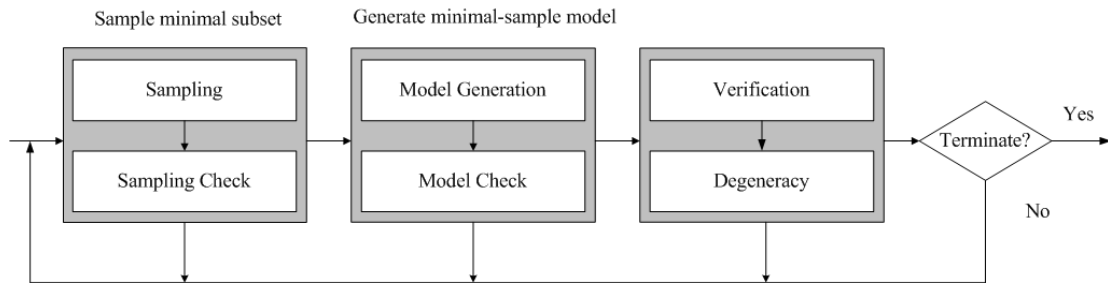 Sample minimal subset
Generate minimal-sample model
Sampling
Model Generation
Verification
Sampling Check
Model Check
Degeneracy
Terminate?
Yes
No